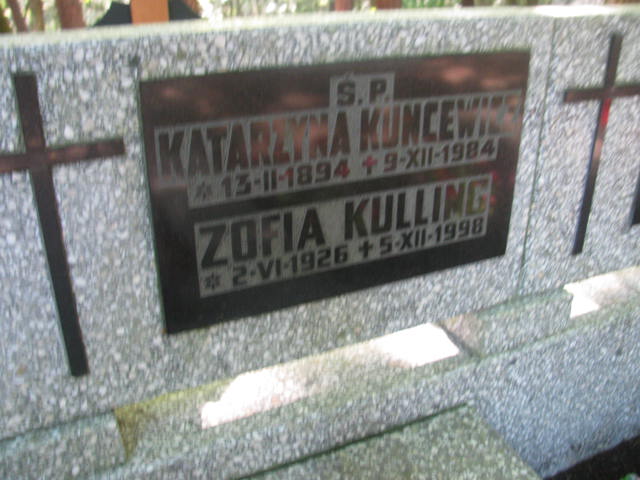 S. P.
KATARZYNA KUNCEWICZ
* 13-II-1894 + 9-XII-1984
ZOFIA KULLING
* 2-VI-1926 + 5-XII-1998